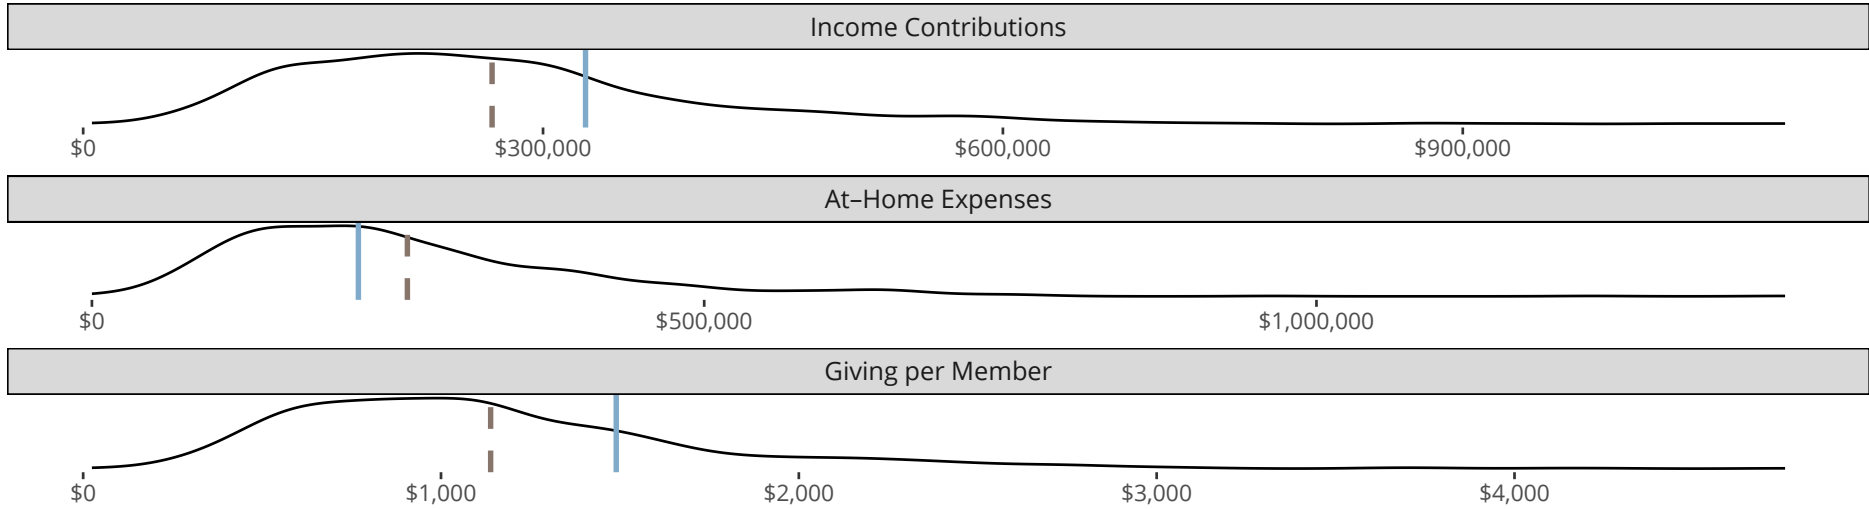 Income Contributions
$0 $300,000 $600,000 $900,000
At–Home Expenses
$0 $500,000 $1,000,000
Giving per Member
$0 $1,000 $2,000 $3,000 $4,000